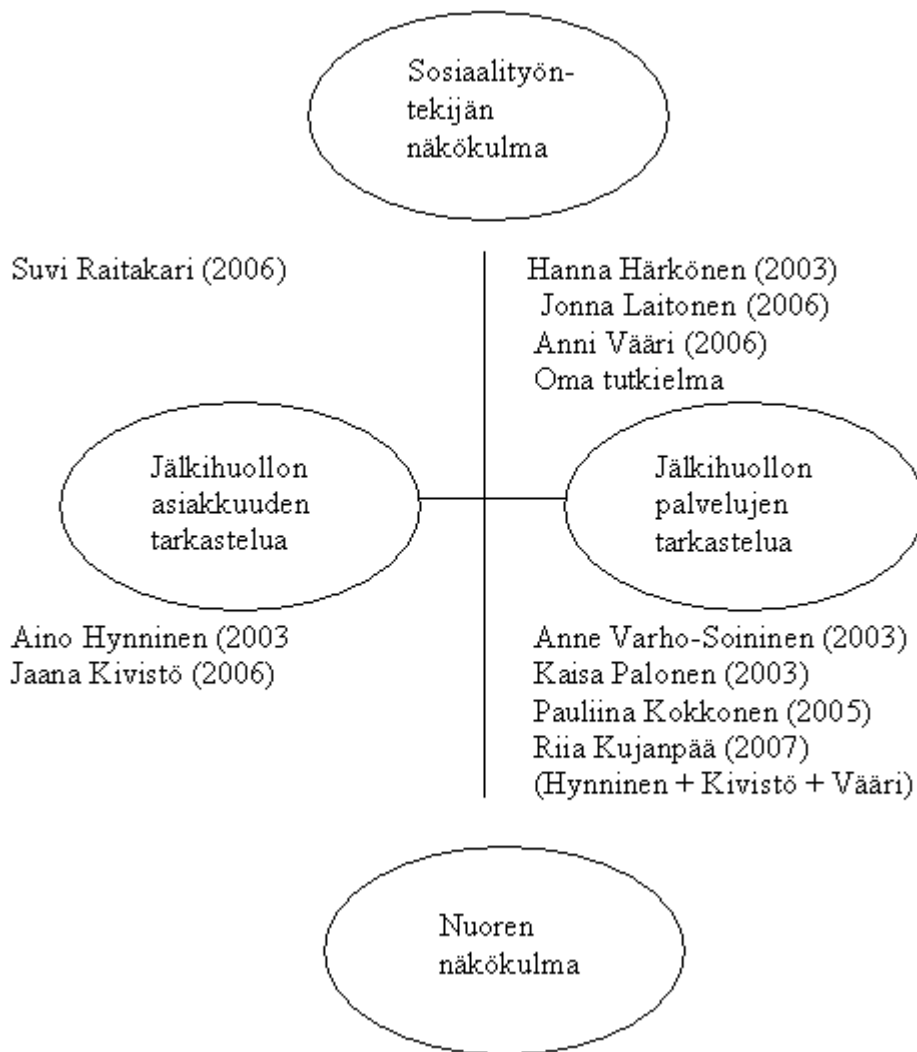 Sosiaalityön-
tekijän
näkökulma
Suvi Raitakari (2006)
Hanna Härkönen (2003)
Jonna Laitonen (2006)
Anni Vääri (2006)
Oma tutkielma
Jälkihuollon
asiakkuuden
tarkastelua
Jälkihuollon
palvelujen
tarkastelua
Aino Hynninen (2003
Jaana Kivistö (2006)
Anne Varho-Soininen (2003)
Kaisa Palonen (2003)
Pauliina Kokkonen (2005)
Riia Kujanpää (2007)
(Hynninen + Kivistö + Vääri)
Nuoren
näkökulma